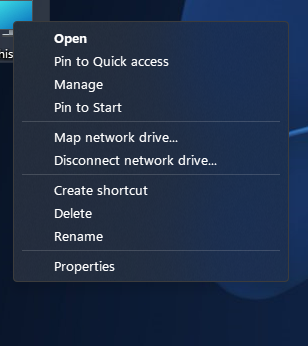 his
Open
Pin to Quick access
Manage
Pin to Start
Map network drive...
Disconnect network drive...
Create shortcut
Delete
Rename
Properties